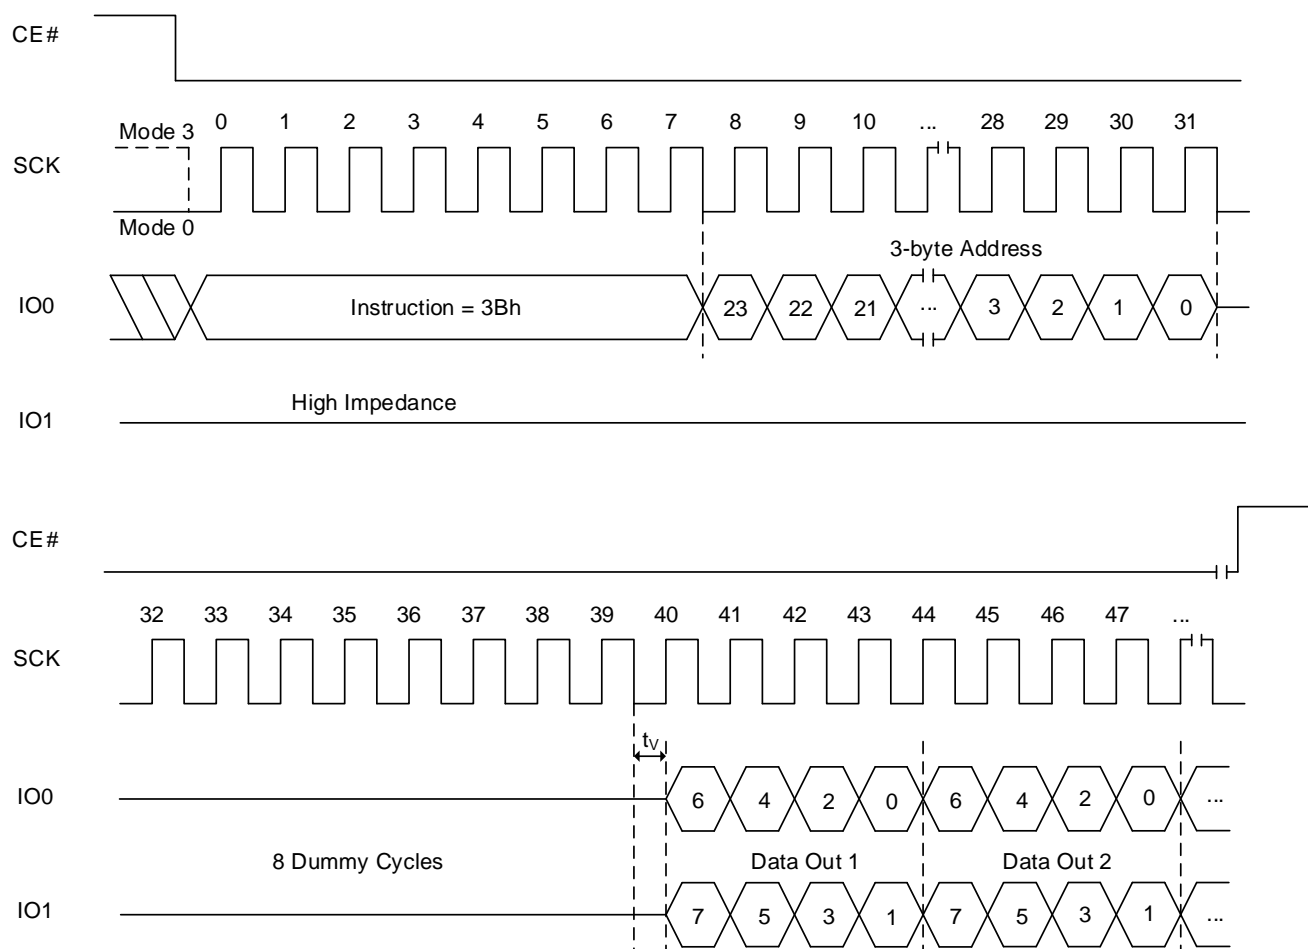 CE#
0 1 2 3 4 5 6 7 8 9 10 ... 28 29 30 31
Mode 3
SCK
Mode 0
3-byte Address
IO0
Instruction = 3Bh
23 22 21 ... 3 2 1 0
High Impedance
IO1
CE#
32 33 34 35 36 37 38 39 40 41 42 43 44 45 46 47 ...
SCK
tV
IO0
6 4 2 0 6 4 2 0 ...
8 Dummy Cycles
Data Out 1
Data Out 2
IO1
7 5 3 1 7 5 3 1 ...